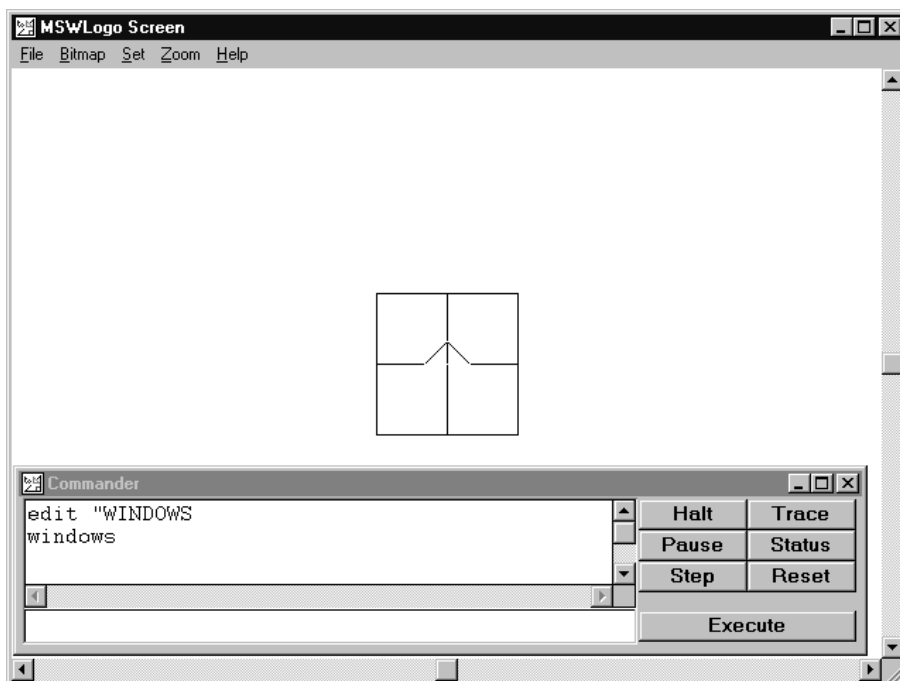 MSWLogo Screen
File Bitmap Set Zoom Help
Commander
edit "WINDOWS
windows
Halt Trace
Pause Status
Step Reset
Execute